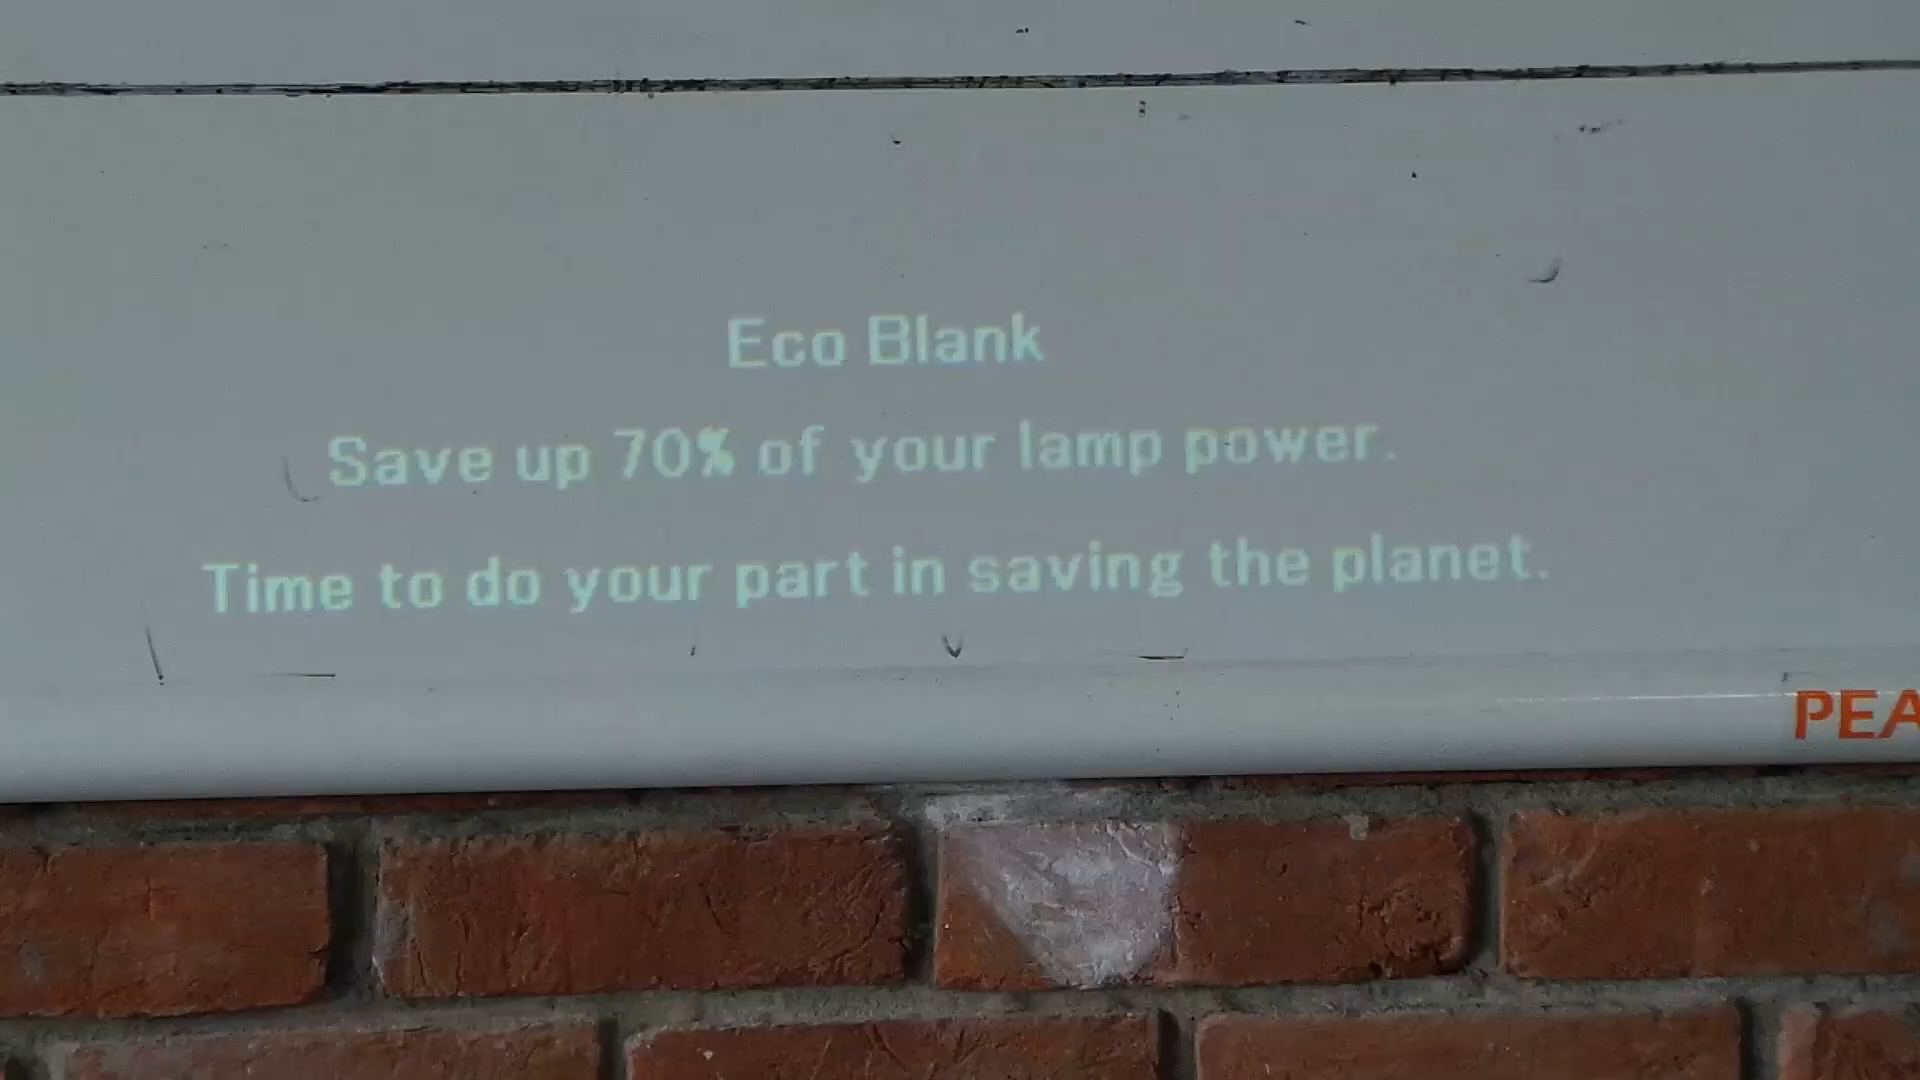 Eco Blank
Save up 70% of your lamp power.
Time to do your part in saving the planet.
PEA